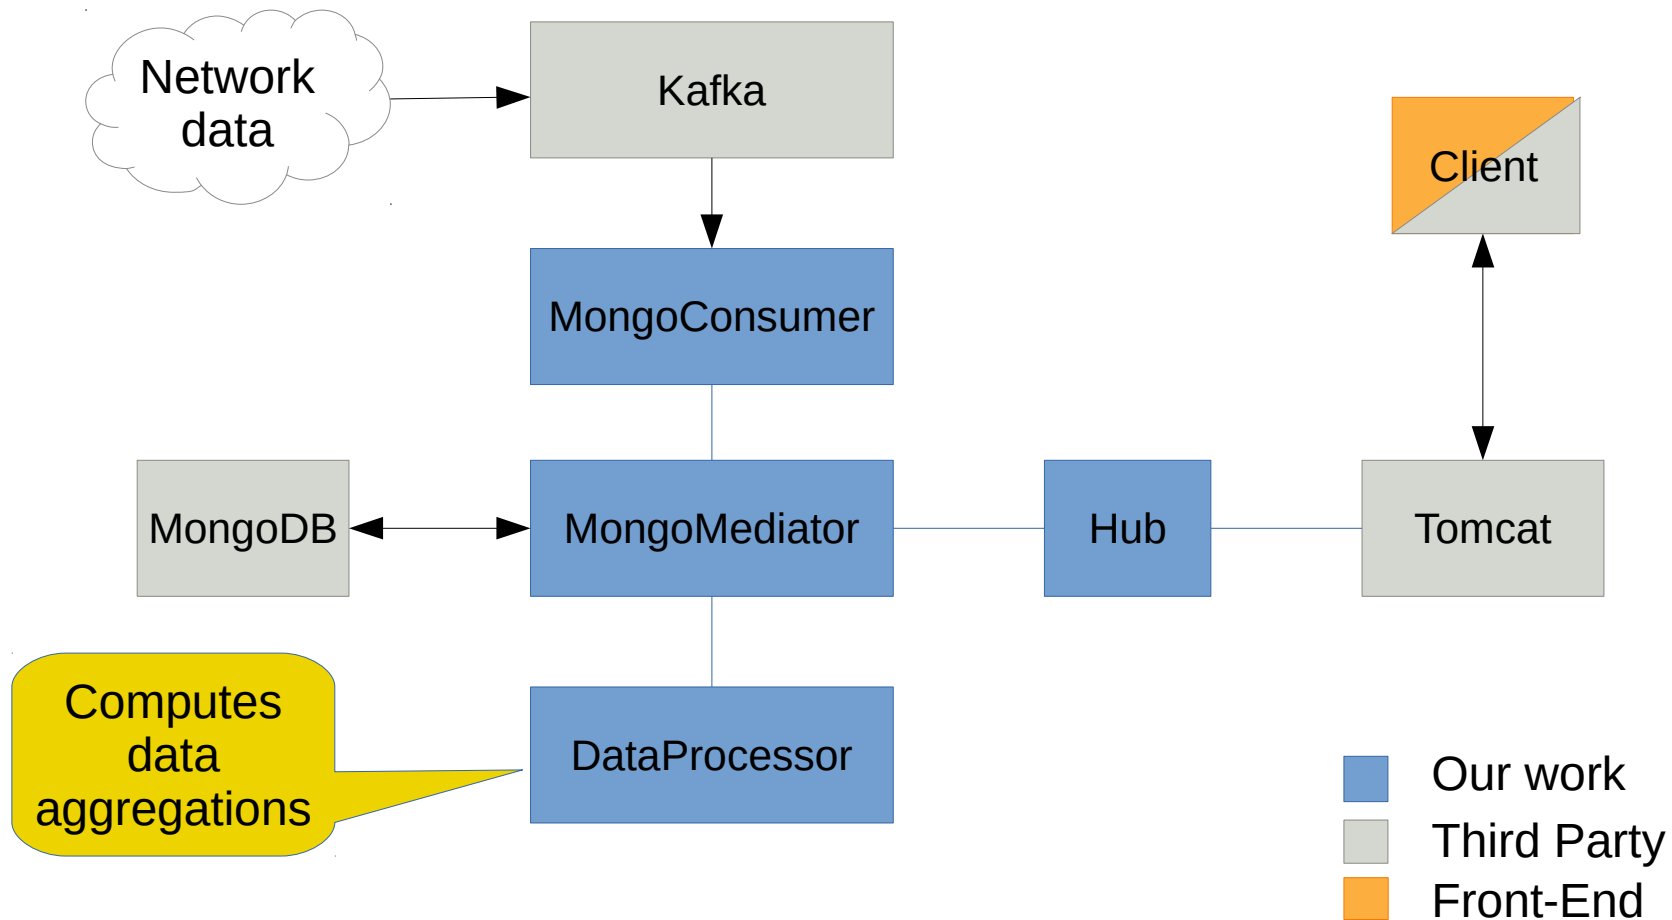 Network
data
Kafka
Client
MongoConsumer
MongoDB
MongoMediator
Hub
Tomcat
Computes
data
aggregations
DataProcessor
Our work
Third Party
Front-End